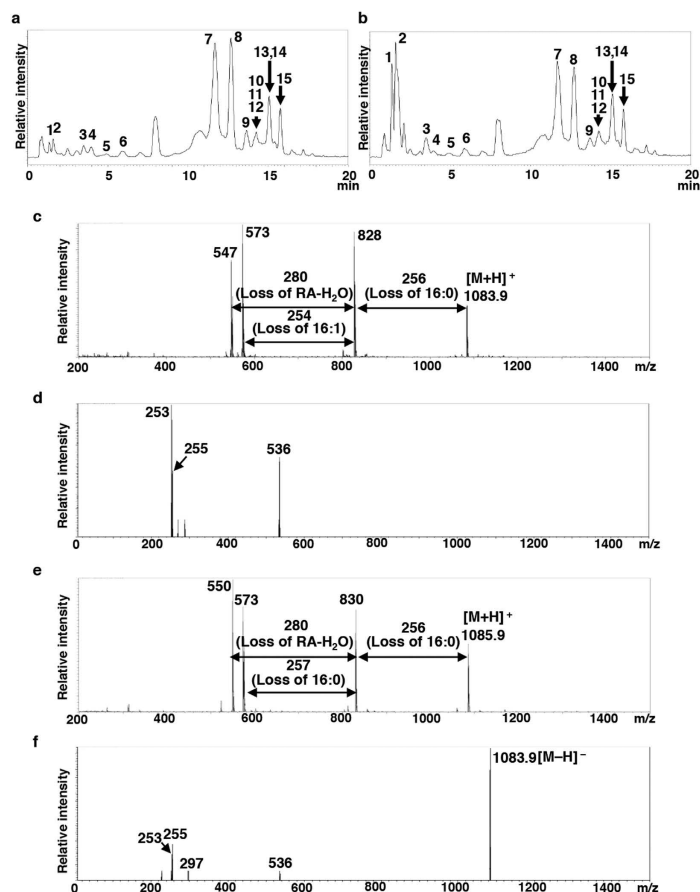 a
Relative intensity
1 2 3 4 5 6 7 8 9 10 11 12 13,14 15
0 5 10 15 20
min
b
Relative intensity
1 2 3 4 5 6 7 8 9 10 11 12 13,14 15
0 5 10 15 20
min
c
Relative intensity
547
573
828
280
(Loss of RA-H₂O)
254
(Loss of 16:1)
256
(Loss of 16:0)
[M+H]⁺
1083.9
200 400 600 800 1000 1200 1400 m/z
d
Relative intensity
253
255
536
0 200 400 600 800 1000 1200 1400 m/z
e
Relative intensity
550
573
830
280
(Loss of RA-H₂O)
257
(Loss of 16:0)
256
(Loss of 16:0)
[M+H]⁺
1085.9
200 400 600 800 1000 1200 1400 m/z
f
Relative intensity
253
255
297
536
1083.9[M−H]⁻
0 200 400 600 800 1000 1200 1400 m/z